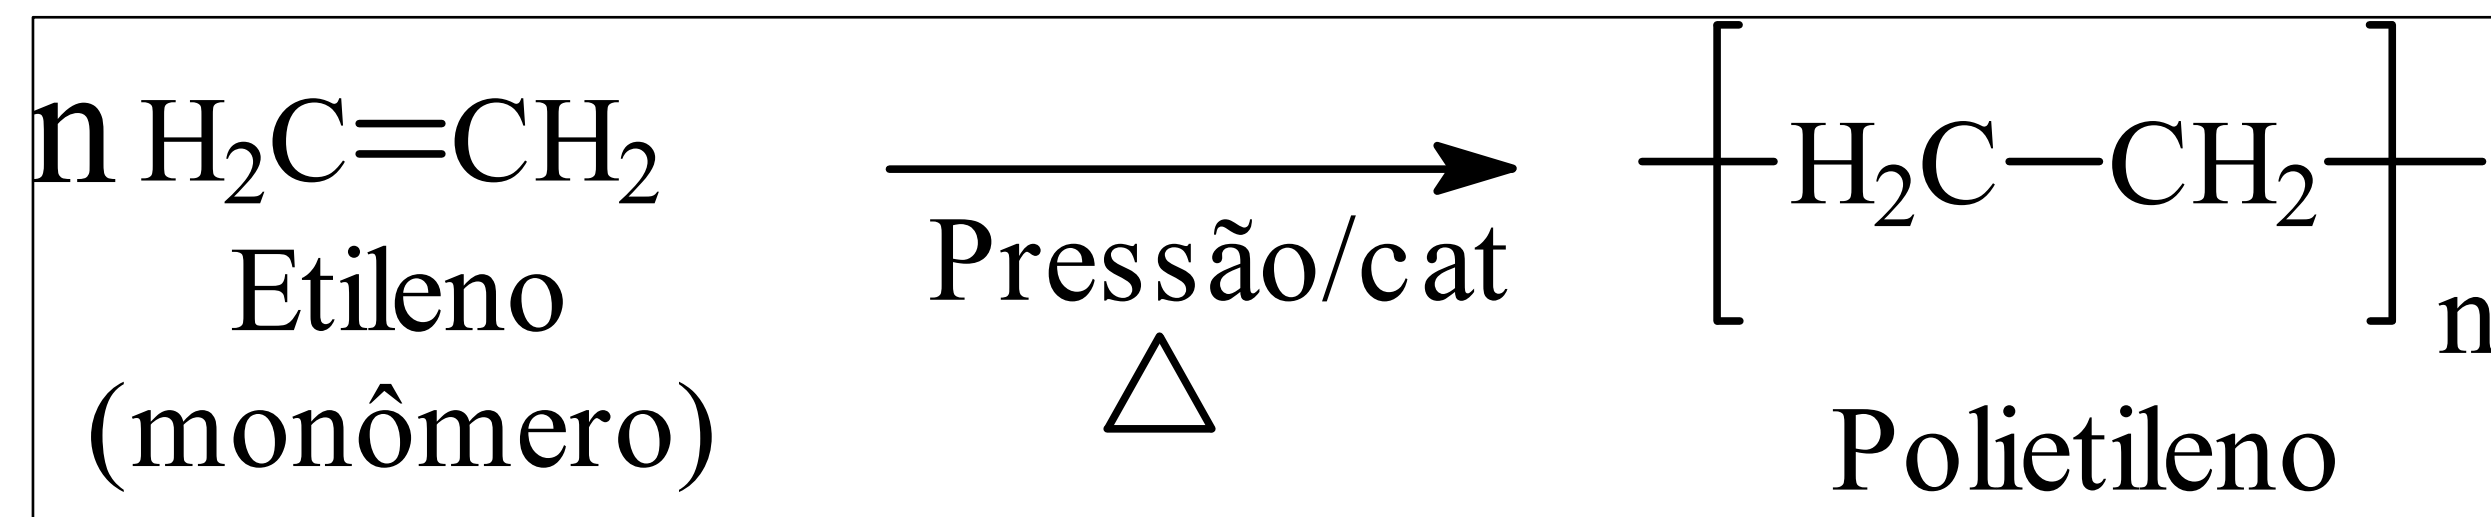 n H₂C=CH₂
Pressão/cat
△
[H₂C—CH₂]n
Etileno
(monômero)
Polietileno